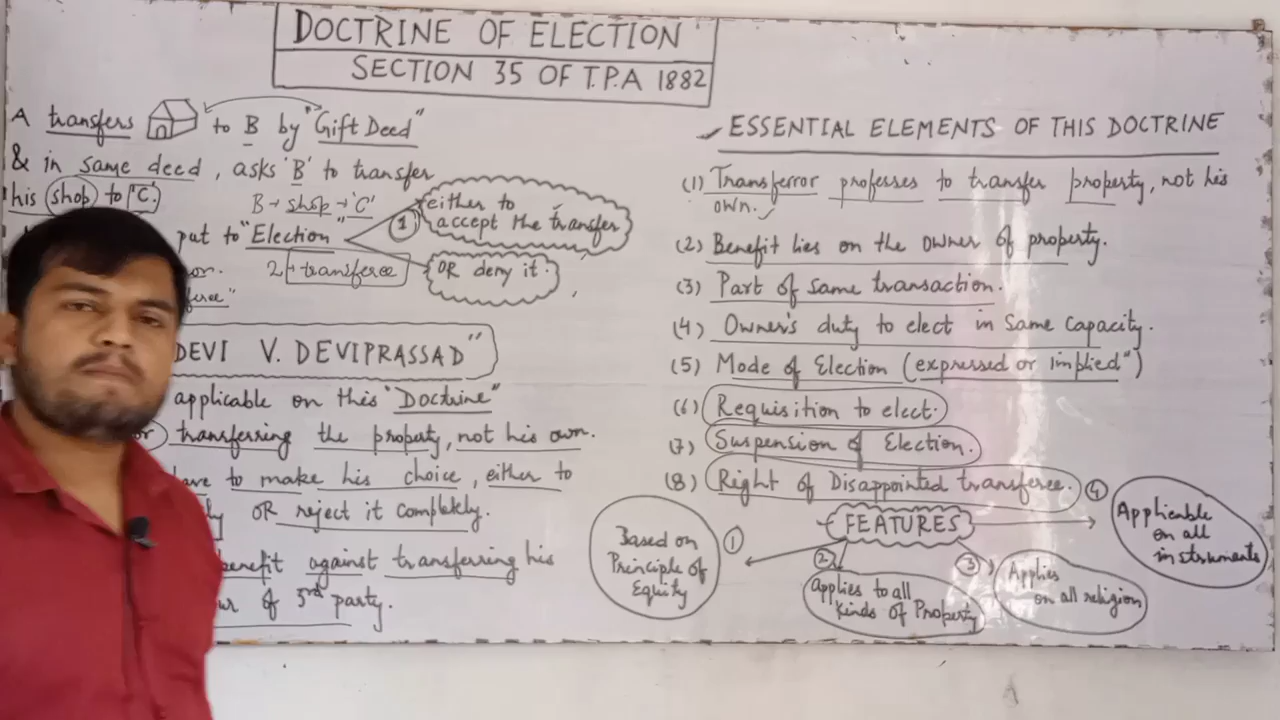 DOCTRINE OF ELECTION
SECTION 35 OF T.P.A 1882
A transfers to B by "Gift Deed"
& in same deed, asks 'B' to transfer
his shop to 'C'.
B → shop → 'C'
put to "Election"
1
either to
accept the transfer
OR deny it.
2 → transferee
DEVI V. DEVIPRASSAD"
applicable on this "Doctrine"
transferring the property, not his own.
to make his choice, either to
OR reject it completely.
benefit against transferring his
of 3rd party.
ESSENTIAL ELEMENTS OF THIS DOCTRINE
(1) Transferror professes to transfer property, not his
own.
(2) Benefit lies on the owner of property.
(3) Part of same transaction.
(4) Owner's duty to elect in same capacity.
(5) Mode of Election (expressed or implied")
(6) Requisition to elect.
(7) Suspension of Election.
(8) Right of Disappointed transferee.
FEATURES
1
Based on
Principle of
Equity
2
Applies to all
kinds of Property
3
Applies
on all religion
4
Applicable
on all
instruments